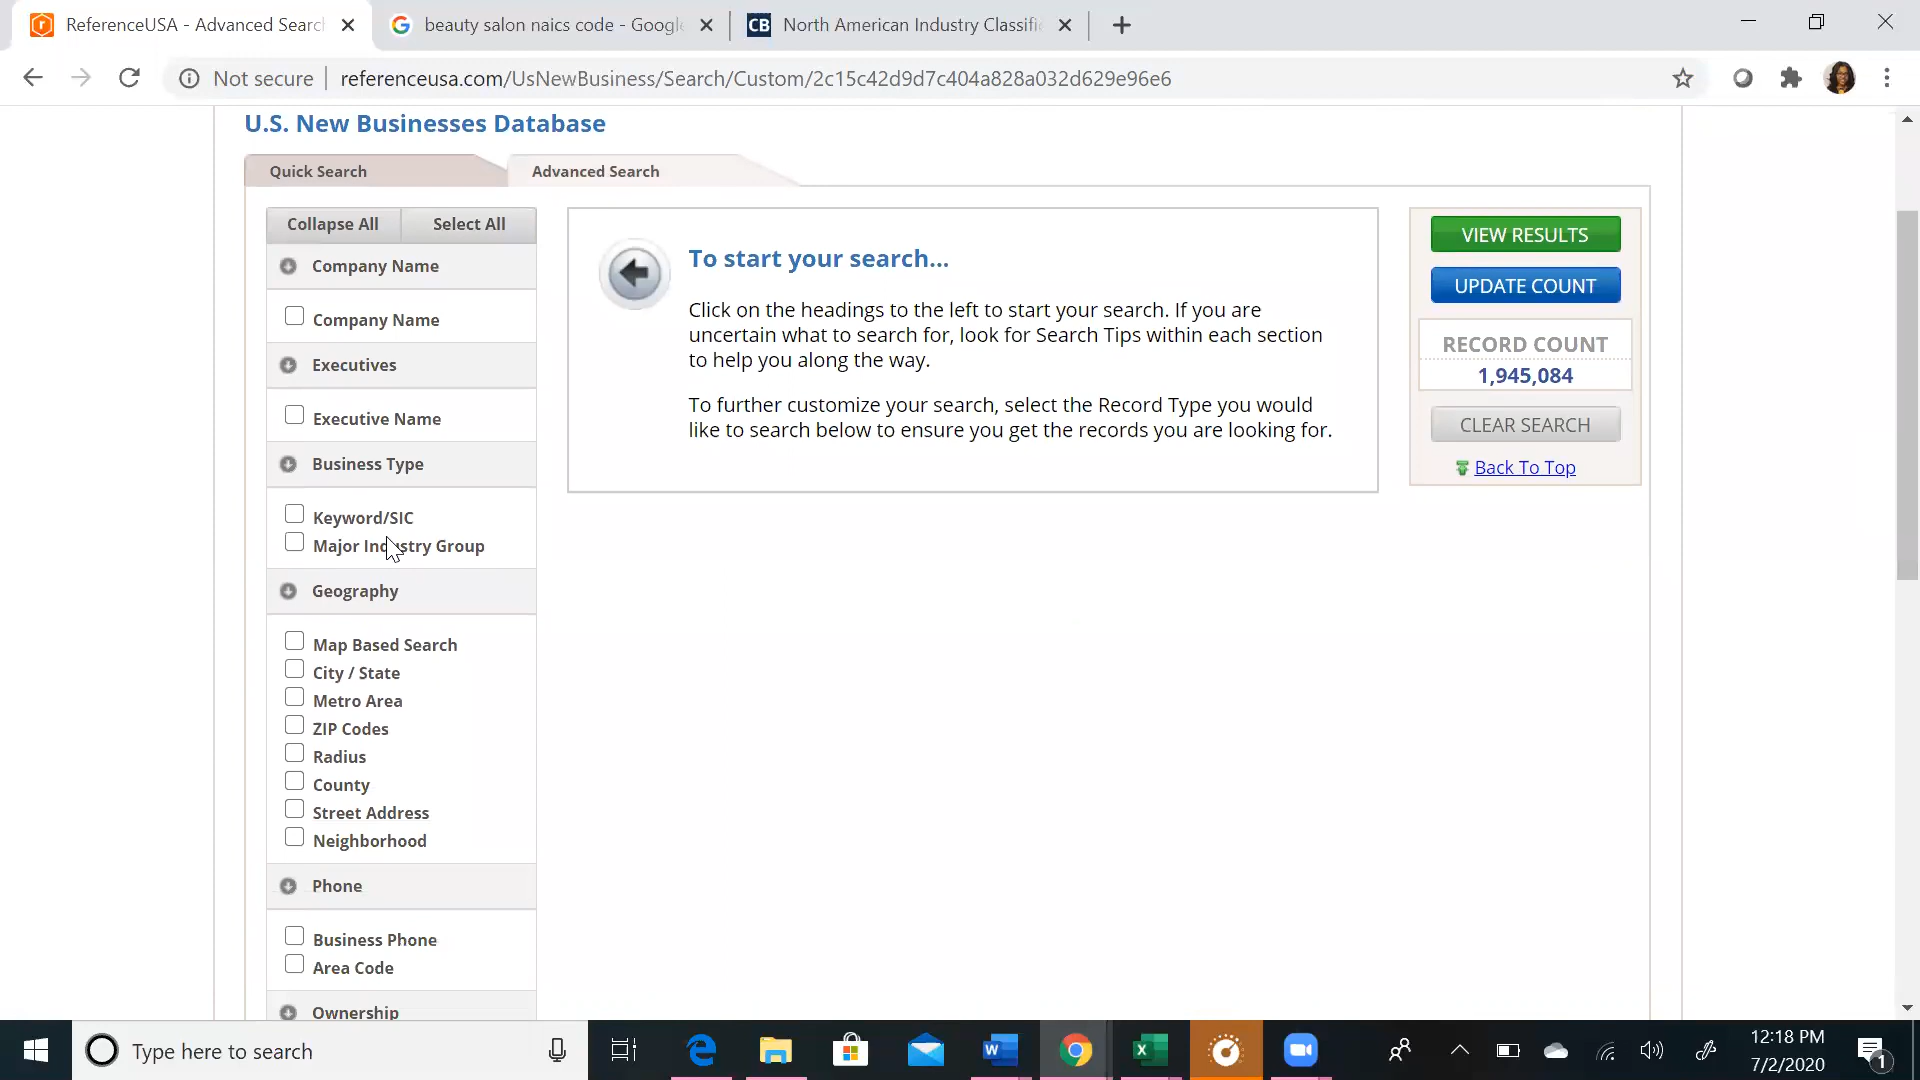 ReferenceUSA - Advanced Searc
beauty salon naics code - Google
North American Industry Classific
Not secure
referenceusa.com/UsNewBusiness/Search/Custom/2c15c42d9d7c404a828a032d629e96e6
U.S. New Businesses Database
Quick Search
Advanced Search
Collapse All
Select All
Company Name
Company Name
Executives
Executive Name
Business Type
Keyword/SIC
Major Industry Group
Geography
Map Based Search
City / State
Metro Area
ZIP Codes
Radius
County
Street Address
Neighborhood
Phone
Business Phone
Area Code
Ownership
To start your search...
Click on the headings to the left to start your search. If you are
uncertain what to search for, look for Search Tips within each section
to help you along the way.
To further customize your search, select the Record Type you would
like to search below to ensure you get the records you are looking for.
VIEW RESULTS
UPDATE COUNT
RECORD COUNT
1,945,084
CLEAR SEARCH
Back To Top
Type here to search
12:18 PM
7/2/2020
1